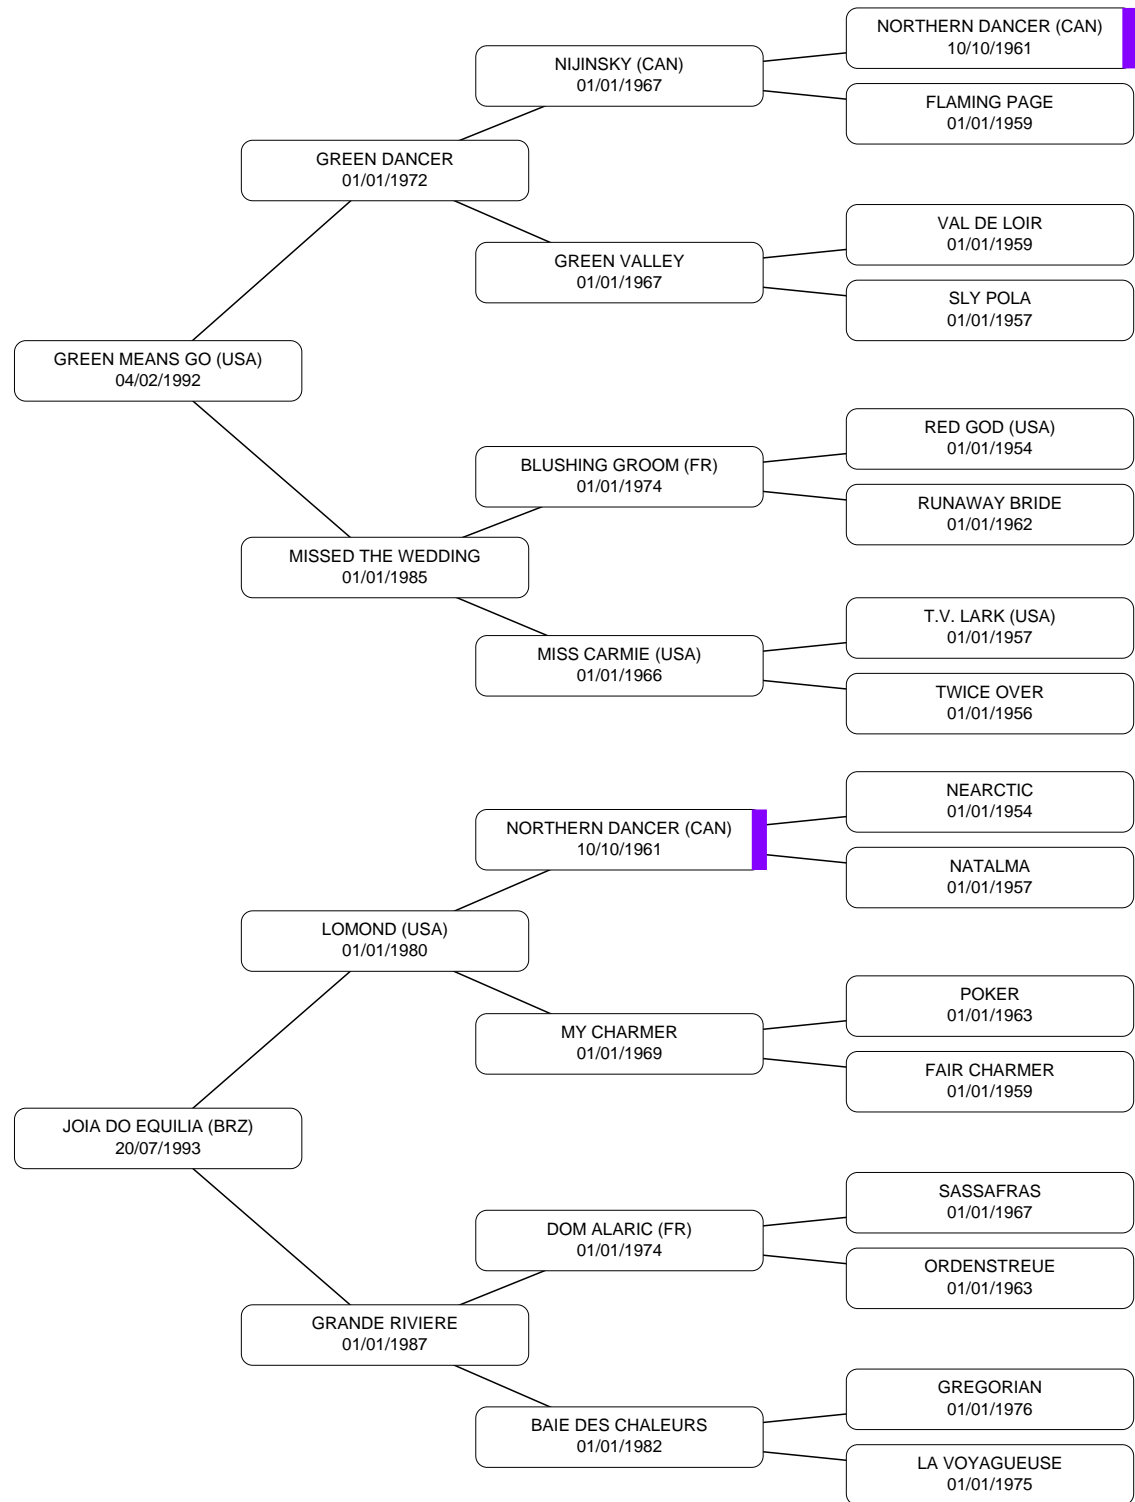 NORTHERN DANCER (CAN)
10/10/1961
NIJINSKY (CAN)
01/01/1967
FLAMING PAGE
01/01/1959
GREEN DANCER
01/01/1972
VAL DE LOIR
01/01/1959
GREEN VALLEY
01/01/1967
SLY POLA
01/01/1957
GREEN MEANS GO (USA)
04/02/1992
RED GOD (USA)
01/01/1954
BLUSHING GROOM (FR)
01/01/1974
RUNAWAY BRIDE
01/01/1962
MISSED THE WEDDING
01/01/1985
T.V. LARK (USA)
01/01/1957
MISS CARMIE (USA)
01/01/1966
TWICE OVER
01/01/1956
NEARCTIC
01/01/1954
NORTHERN DANCER (CAN)
10/10/1961
NATALMA
01/01/1957
LOMOND (USA)
01/01/1980
POKER
01/01/1963
MY CHARMER
01/01/1969
FAIR CHARMER
01/01/1959
JOIA DO EQUILIA (BRZ)
20/07/1993
SASSAFRAS
01/01/1967
DOM ALARIC (FR)
01/01/1974
ORDENSTREUE
01/01/1963
GRANDE RIVIERE
01/01/1987
GREGORIAN
01/01/1976
BAIE DES CHALEURS
01/01/1982
LA VOYAGUEUSE
01/01/1975